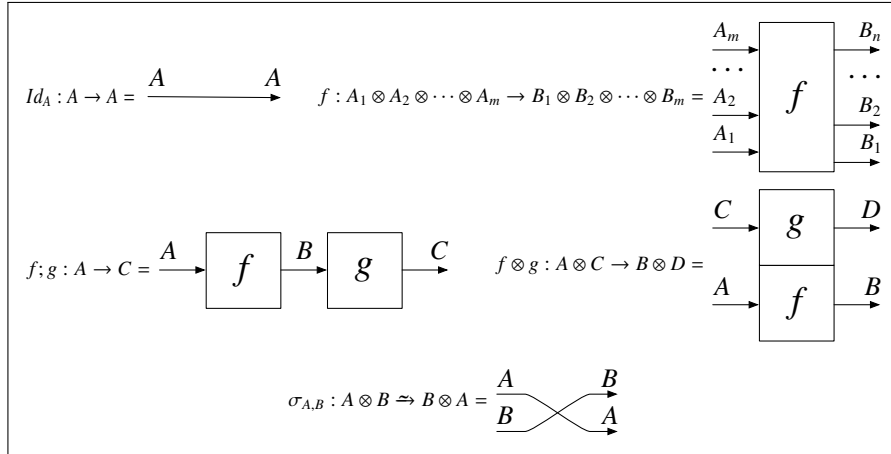 Id_A : A → A = A A
f : A_1 ⊗ A_2 ⊗ ⋯ ⊗ A_m → B_1 ⊗ B_2 ⊗ ⋯ ⊗ B_m =
A_m B_n
⋯ f ⋯
A_2 B_2
A_1 B_1
f; g : A → C = A f B g C
f ⊗ g : A ⊗ C → B ⊗ D =
C g D
A f B
σ_{A,B} : A ⊗ B ≃ B ⊗ A =
A B
B A